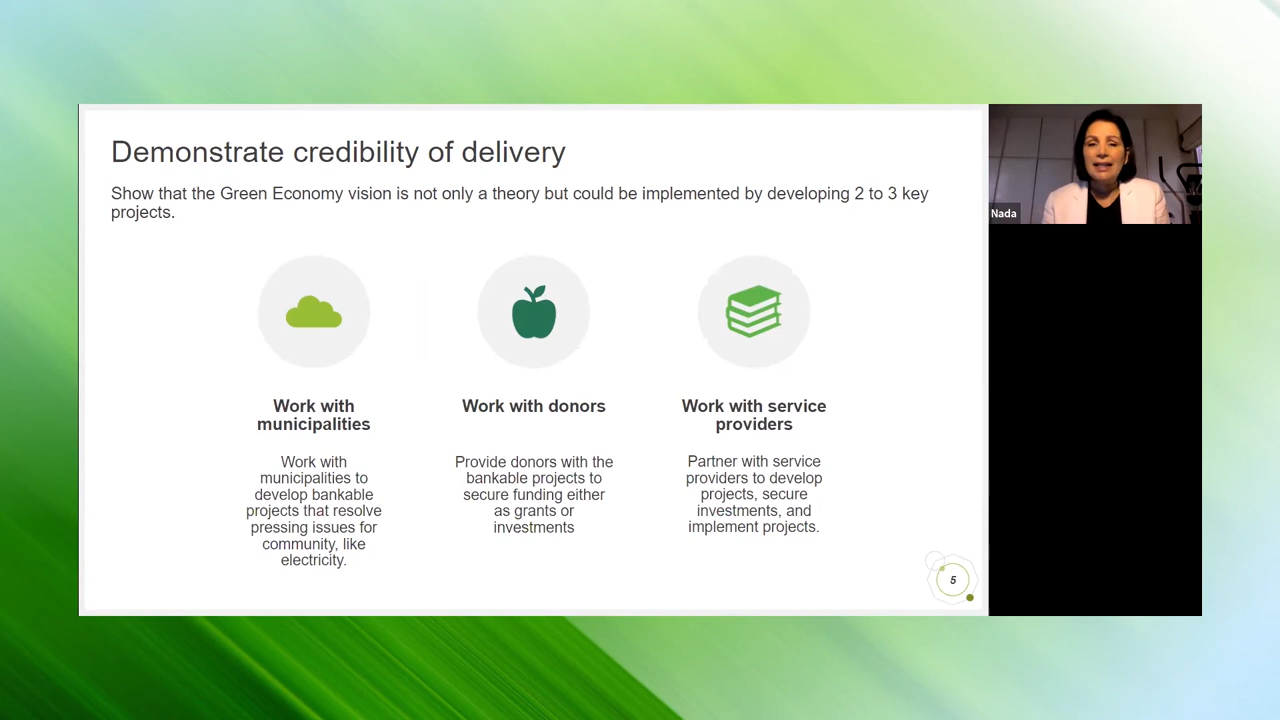 Demonstrate credibility of delivery
Show that the Green Economy vision is not only a theory but could be implemented by developing 2 to 3 key
projects.
Nada
Work with
municipalities
Work with
municipalities to
develop bankable
projects that resolve
pressing issues for
community, like
electricity.
Work with donors
Provide donors with the
bankable projects to
secure funding either
as grants or
investments
Work with service
providers
Partner with service
providers to develop
projects, secure
investments, and
implement projects.
5